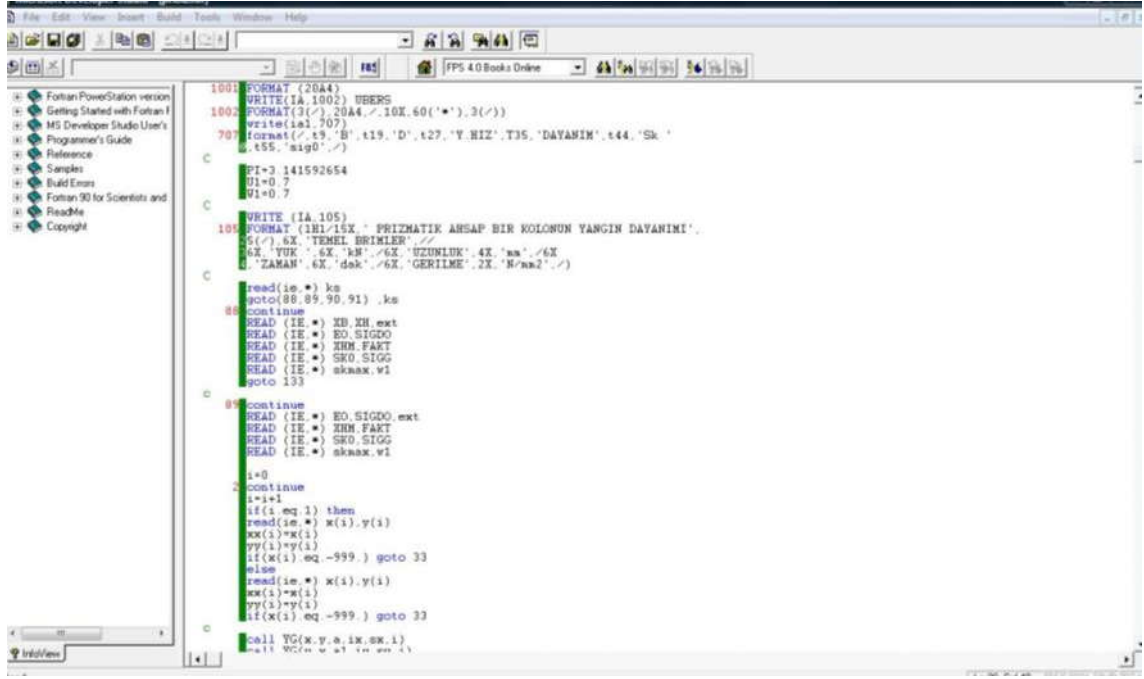 File Edit View Insert Build Tools Window Help
FPS 4.0 Books Online
Fortran PowerStation version
Getting Started with Fortran
MS Developer Studio User's
Programmer's Guide
Reference
Samples
Build Errors
Fortran 90 for Scientists and
ReadMe
Copyright
InfoView
1001 FORMAT (20A4)
WRITE(IA,1002) UBERS
1002 FORMAT(3(/),20A4,/,10X,60('*'),3(/))
write(ia1,707)
707 format(/,t9,'B',t19,'D',t27,'Y.HIZ',T35,'DAYANIM',t44,'Sk '
,t55,'sig0',/)
C
PI=3.141592654
U1=0.7
W1=0.7
C
WRITE (IA,105)
105 FORMAT (1H1/15X,' PRIZMATIK AHSAP BIR KOLONUN YANGIN DAYANIMI',
5(/),6X,'TEMEL BRIMLER',//
6X,'YUK ',6X,'kN',/6X,'UZUNLUK',4X,'mm',/6X
,'ZAMAN',6X,'dak',/6X,'GERILME',2X,'N/mm2',/)
C
read(ie,*) ks
goto(88,89,90,91) ,ks
88 continue
READ (IE,*) XB,XH,ext
READ (IE,*) EO,SIGDO
READ (IE,*) XHM,FAKT
READ (IE,*) SKO,SIGG
READ (IE,*) skmax,w1
goto 133
c
89 continue
READ (IE,*) EO,SIGDO,ext
READ (IE,*) XHM,FAKT
READ (IE,*) SKO,SIGG
READ (IE,*) skmax,w1
i=0
2 continue
i=i+1
if(i.eq.1) then
read(ie,*) x(i),y(i)
xx(i)=x(i)
yy(i)=y(i)
if(x(i).eq.-999.) goto 33
else
read(ie,*) x(i),y(i)
xx(i)=x(i)
yy(i)=y(i)
if(x(i).eq.-999.) goto 33
c
call YG(x,y,a,ix,sx,i)